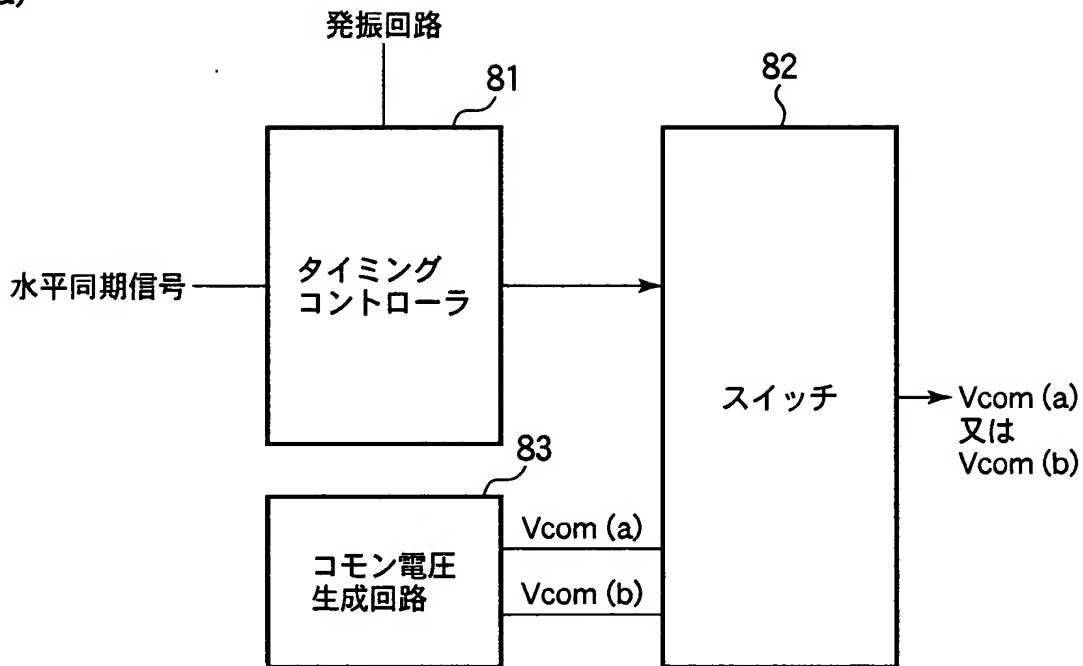 発振回路
81
82
水平同期信号
タイミング
コントローラ
スイッチ
Vcom (a)
又は
Vcom (b)
83
コモン電圧
生成回路
Vcom (a)
Vcom (b)